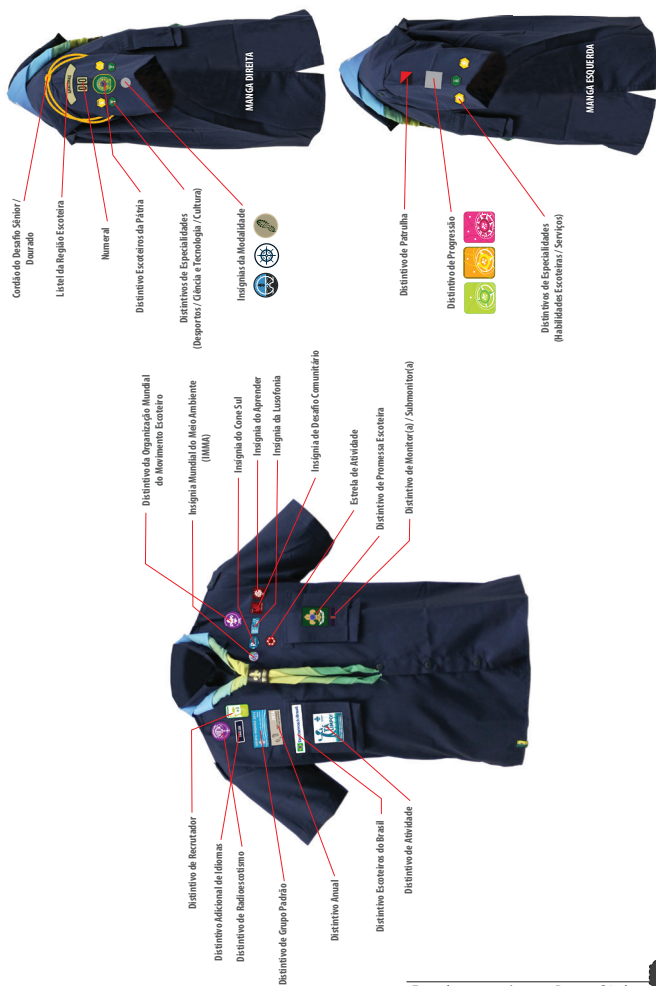 Distintivo de Recrutador
Distintivo Adicional de Idiomas
Distintivo de Radioescotismo
Distintivo de Grupo Padrão
Distintivo Anual
Distintivo Escoteiros do Brasil
Distintivo de Atividade
Distintivo da Organização Mundial
do Movimento Escoteiro
Insígnia Mundial do Meio Ambiente
(IMMA)
Insígnia do Cone Sul
Insígnia do Aprender
Insígnia da Lusofonia
Insígnia de Desafio Comunitário
Estrela de Atividade
Distintivo de Promessa Escoteira
Distintivo de Monitor(a) / Submonitor(a)
Cordão do Desafio Sênior /
Dourado
Listel da Região Escoteira
Numeral
Distintivo Escoteiros da Pátria
Distintivos de Especialidades
(Desportos / Ciência e Tecnologia / Cultura)
Insígnias da Modalidade
MANGA DIREITA
Distintivo de Patrulha
Distintivo de Progressão
Distintivos de Especialidades
(Habilidades Escoteiras / Serviços)
MANGA ESQUERDA